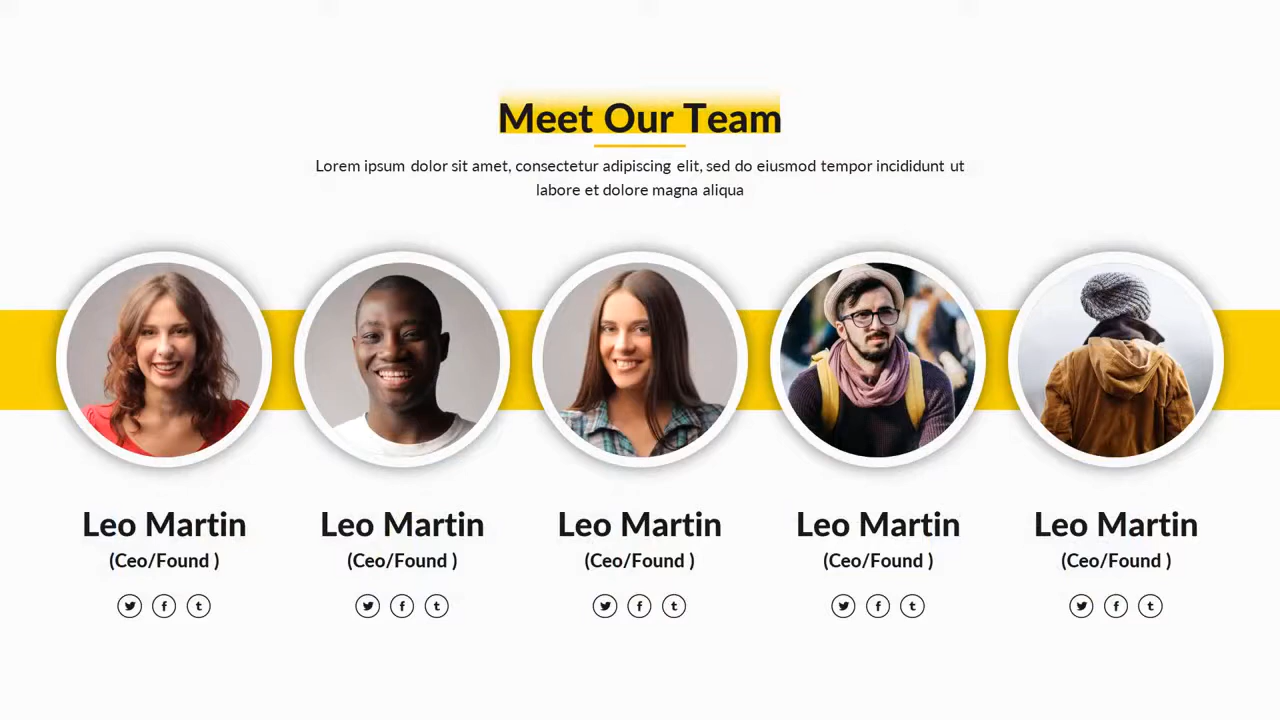 Meet Our Team
Lorem ipsum dolor sit amet, consectetur adipiscing elit, sed do eiusmod tempor incididunt ut
labore et dolore magna aliqua
Leo Martin Leo Martin Leo Martin Leo Martin Leo Martin
(Ceo/Found ) (Ceo/Found ) (Ceo/Found ) (Ceo/Found ) (Ceo/Found )